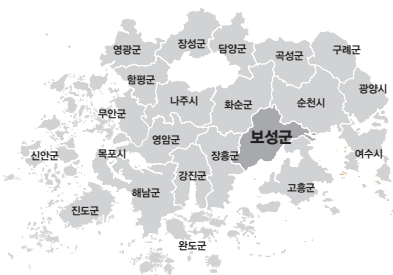 장성군
영광군
담양군
구례군
곡성군
함평군
광양시
나주시
화순군
순천시
무안군
보성군
영암군
신안군
목포시
장흥군
여수시
강진군
고흥군
해남군
진도군
완도군